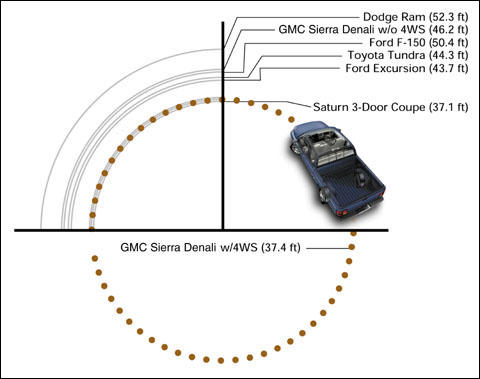 Dodge Ram (52.3 ft)
GMC Sierra Denali w/o 4WS (46.2 ft)
Ford F-150 (50.4 ft)
Toyota Tundra (44.3 ft)
Ford Excursion (43.7 ft)
Saturn 3-Door Coupe (37.1 ft)
GMC Sierra Denali w/4WS (37.4 ft)